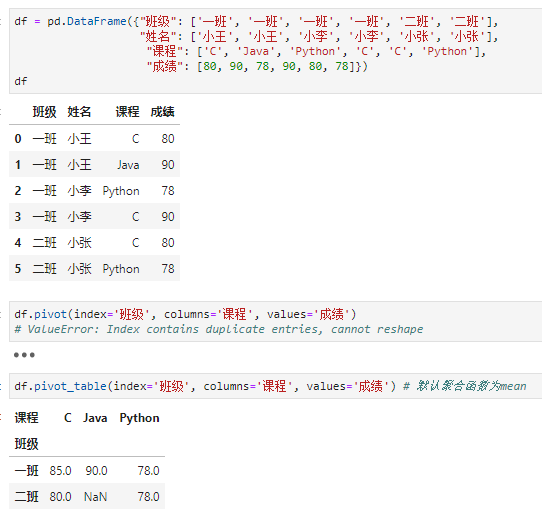 df = pd.DataFrame({"班级": ['一班', '一班', '一班', '一班', '二班', '二班'],
"姓名": ['小王', '小王', '小李', '小李', '小张', '小张'],
"课程": ['C', 'Java', 'Python', 'C', 'C', 'Python'],
"成绩": [80, 90, 78, 90, 80, 78]})
df
班级 姓名 课程 成绩
0 一班 小王 C 80
1 一班 小王 Java 90
2 一班 小李 Python 78
3 一班 小李 C 90
4 二班 小张 C 80
5 二班 小张 Python 78
df.pivot(index='班级', columns='课程', values='成绩')
# ValueError: Index contains duplicate entries, cannot reshape
df.pivot_table(index='班级', columns='课程', values='成绩') # 默认聚合函数为mean
课程 C Java Python
班级
一班 85.0 90.0 78.0
二班 80.0 NaN 78.0